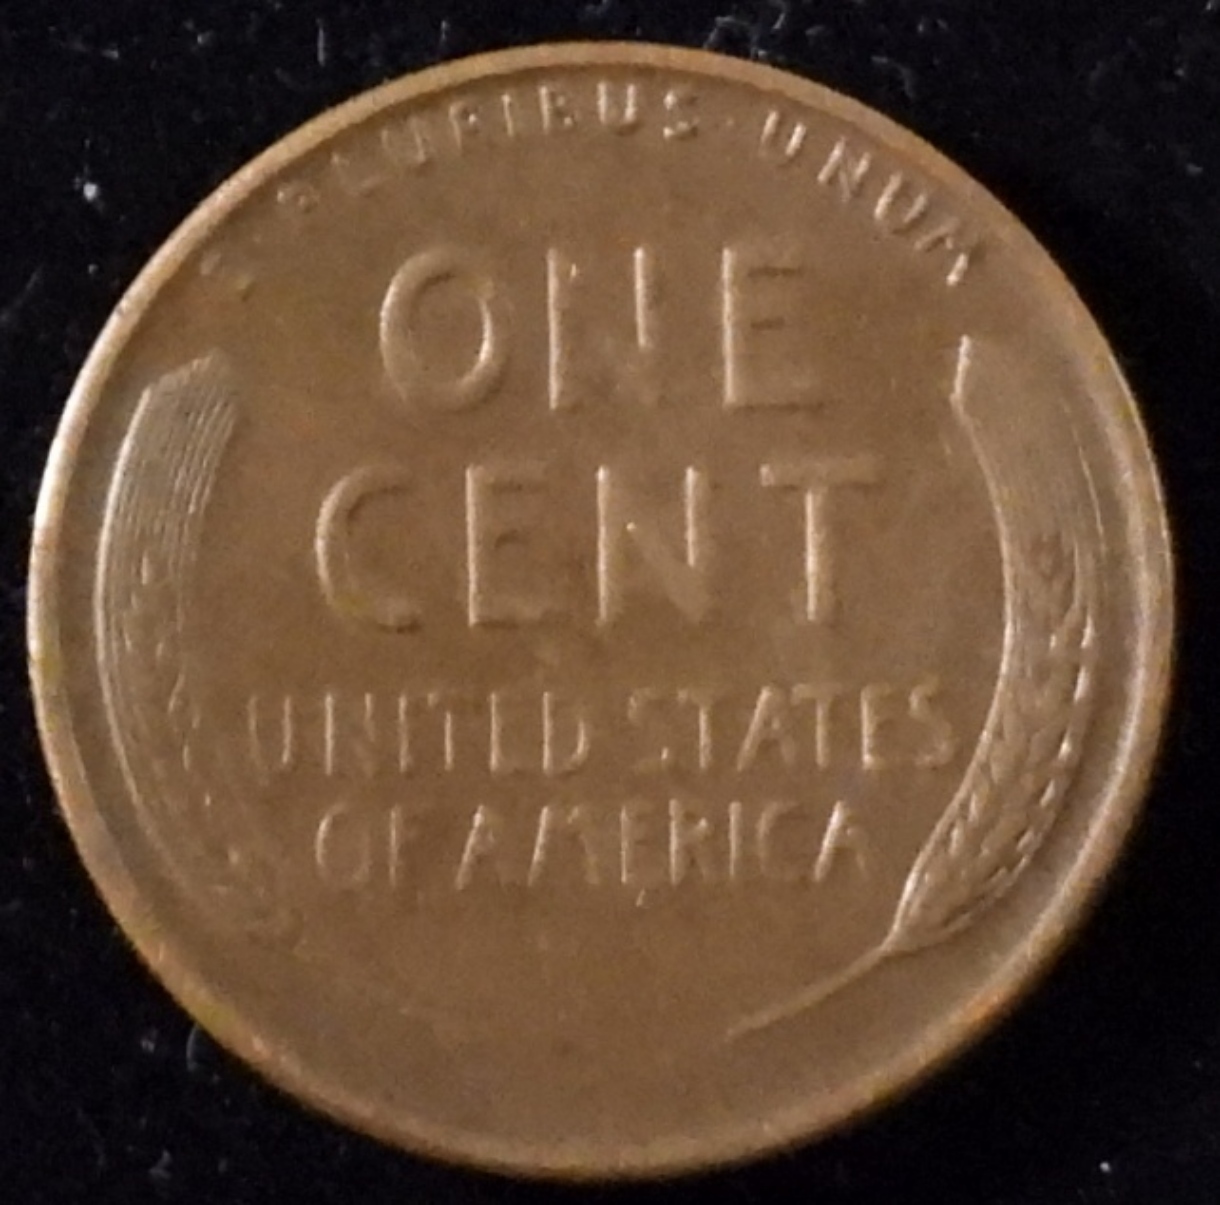 E · PLURIBUS · UNUM
ONE
CENT
UNITED STATES
OF AMERICA